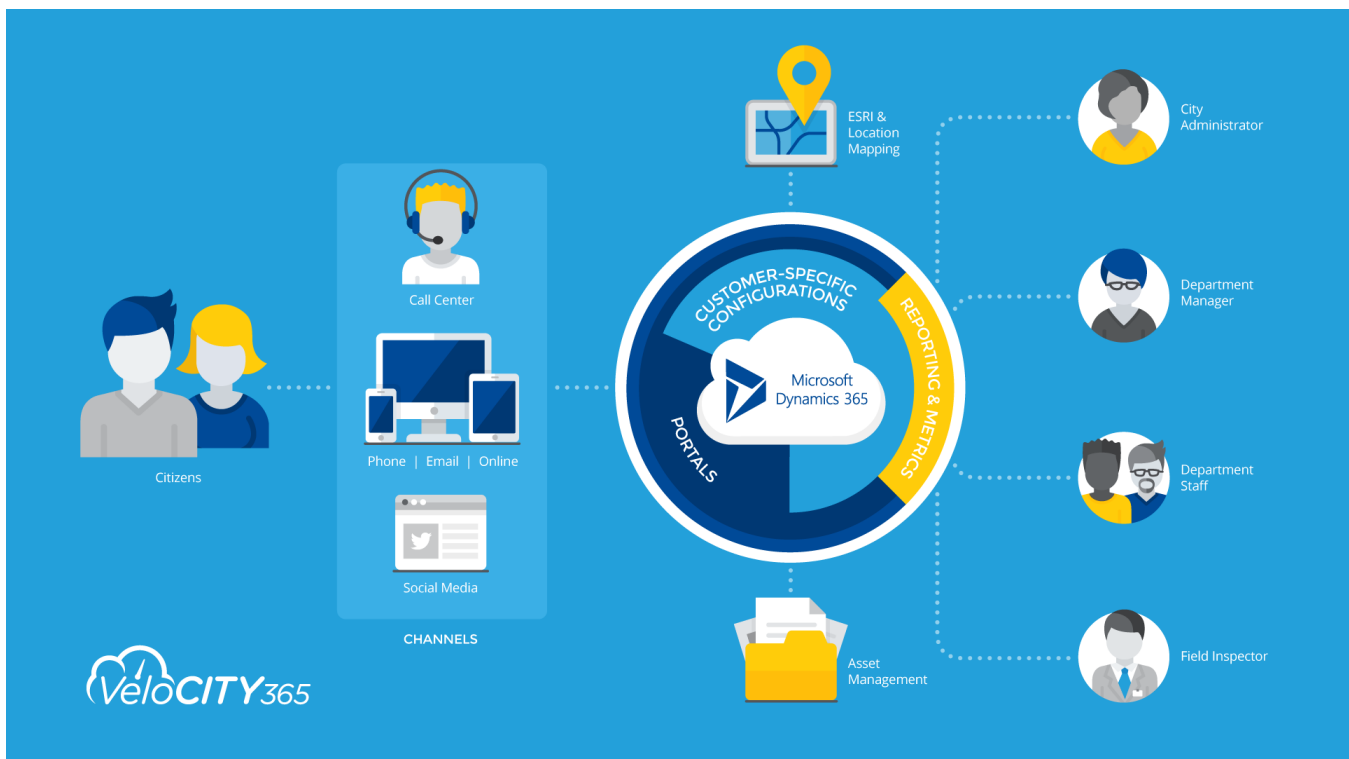 Citizens
Call Center
Phone | Email | Online
Social Media
CHANNELS
ESRI &
Location
Mapping
CUSTOMER-SPECIFIC
CONFIGURATIONS
REPORTING & METRICS
PORTALS
Microsoft
Dynamics 365
Asset
Management
City
Administrator
Department
Manager
Department
Staff
Field Inspector
VeloCITY365